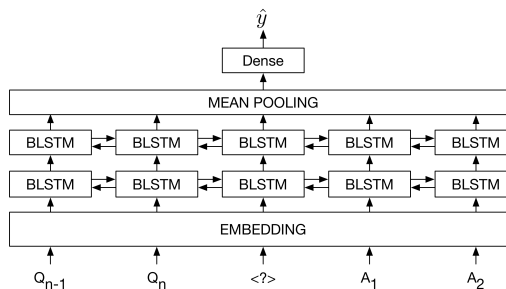 ŷ
Dense
MEAN POOLING
BLSTM BLSTM BLSTM BLSTM BLSTM
BLSTM BLSTM BLSTM BLSTM BLSTM
EMBEDDING
Qn-1 Qn <?> A1 A2